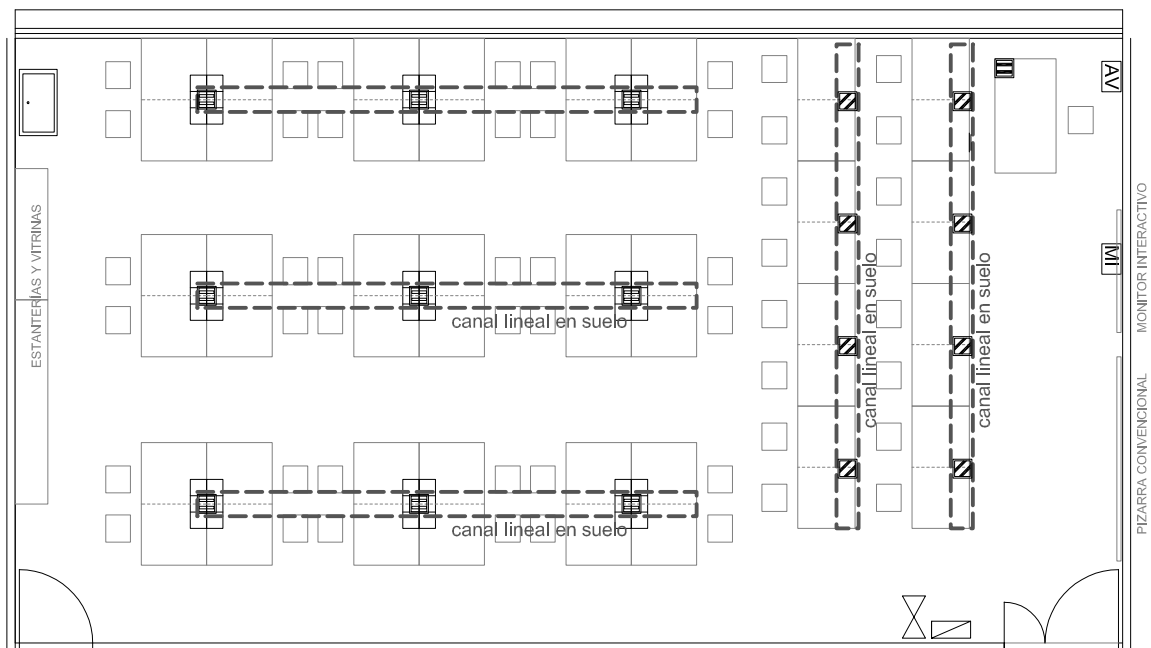 AV
ESTANTERÍAS Y VITRINAS
MONITOR INTERACTIVO
MI
canal lineal en suelo
canal lineal en suelo
canal lineal en suelo
PIZARRA CONVENCIONAL
canal lineal en suelo